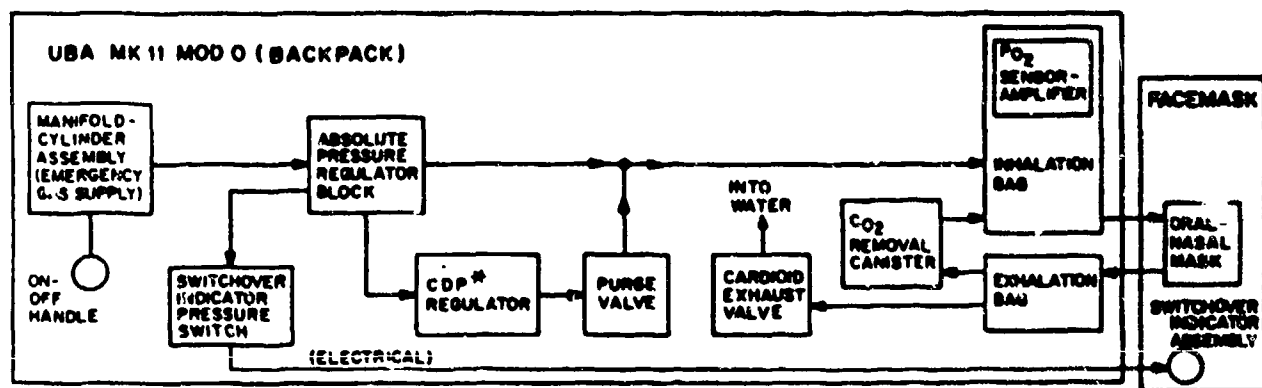 UBA MK 11 MOD 0 (BACKPACK)
MANIFOLD-
CYLINDER
ASSEMBLY
(EMERGENCY
GAS SUPPLY)
ON-
OFF
HANDLE
ABSOLUTE
PRESSURE
REGULATOR
BLOCK
SWITCHOVER
INDICATOR
PRESSURE
SWITCH
(ELECTRICAL)
CDP*
REGULATOR
PURGE
VALVE
INTO
WATER
CARDIOID
EXHAUST
VALVE
CO2
REMOVAL
CANISTER
PO2
SENSOR-
AMPLIFIER
INHALATION
BAG
EXHALATION
BAG
FACEMASK
ORAL-
NASAL
MASK
SWITCHOVER
INDICATOR
ASSEMBLY